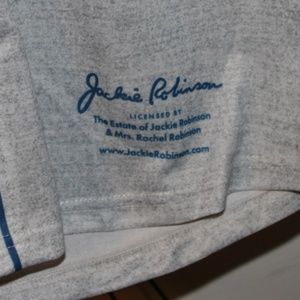 Jackie Robinson
LICENSED BY
The Estate of Jackie Robinson
& Mrs. Rachel Robinson
www.JackieRobinson.com